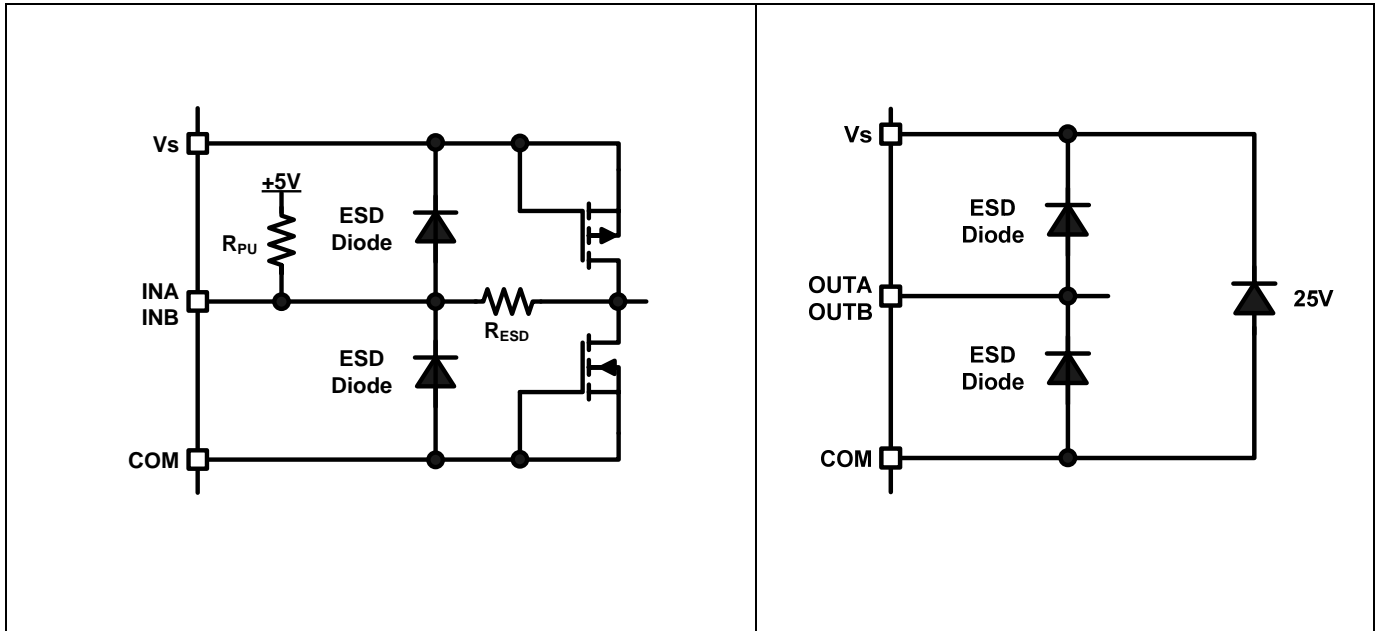 Vs
+5V
RPU
ESD
Diode
INA
INB
RESD
ESD
Diode
COM
Vs
ESD
Diode
OUTA
OUTB
25V
ESD
Diode
COM